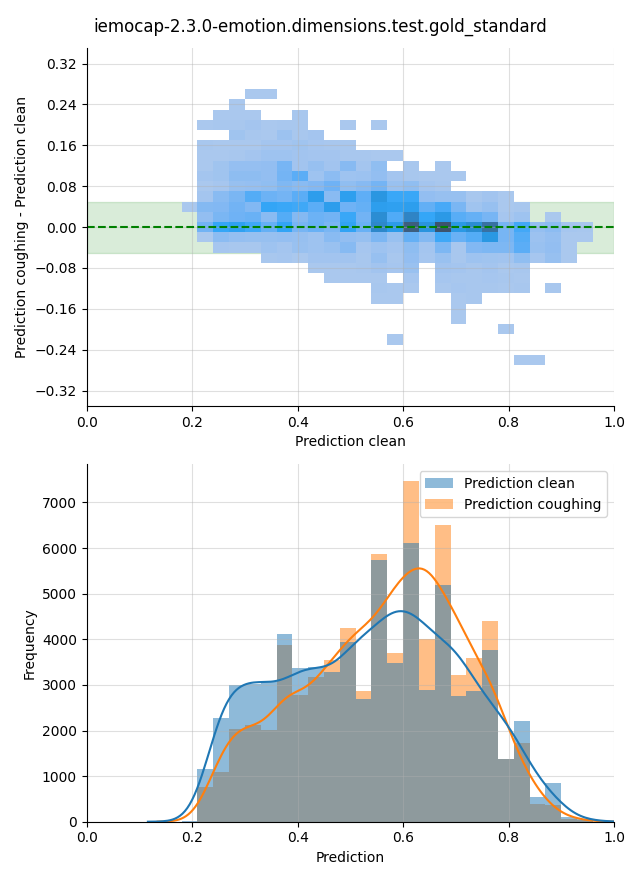 iemocap-2.3.0-emotion.dimensions.test.gold_standard
0.32
0.24
0.16
0.08
0.00
−0.08
−0.16
−0.24
−0.32
Prediction coughing - Prediction clean
0.0 0.2 0.4 0.6 0.8 1.0
Prediction clean
Prediction clean
Prediction coughing
7000
6000
5000
4000
3000
2000
1000
0
Frequency
0.0 0.2 0.4 0.6 0.8 1.0
Prediction